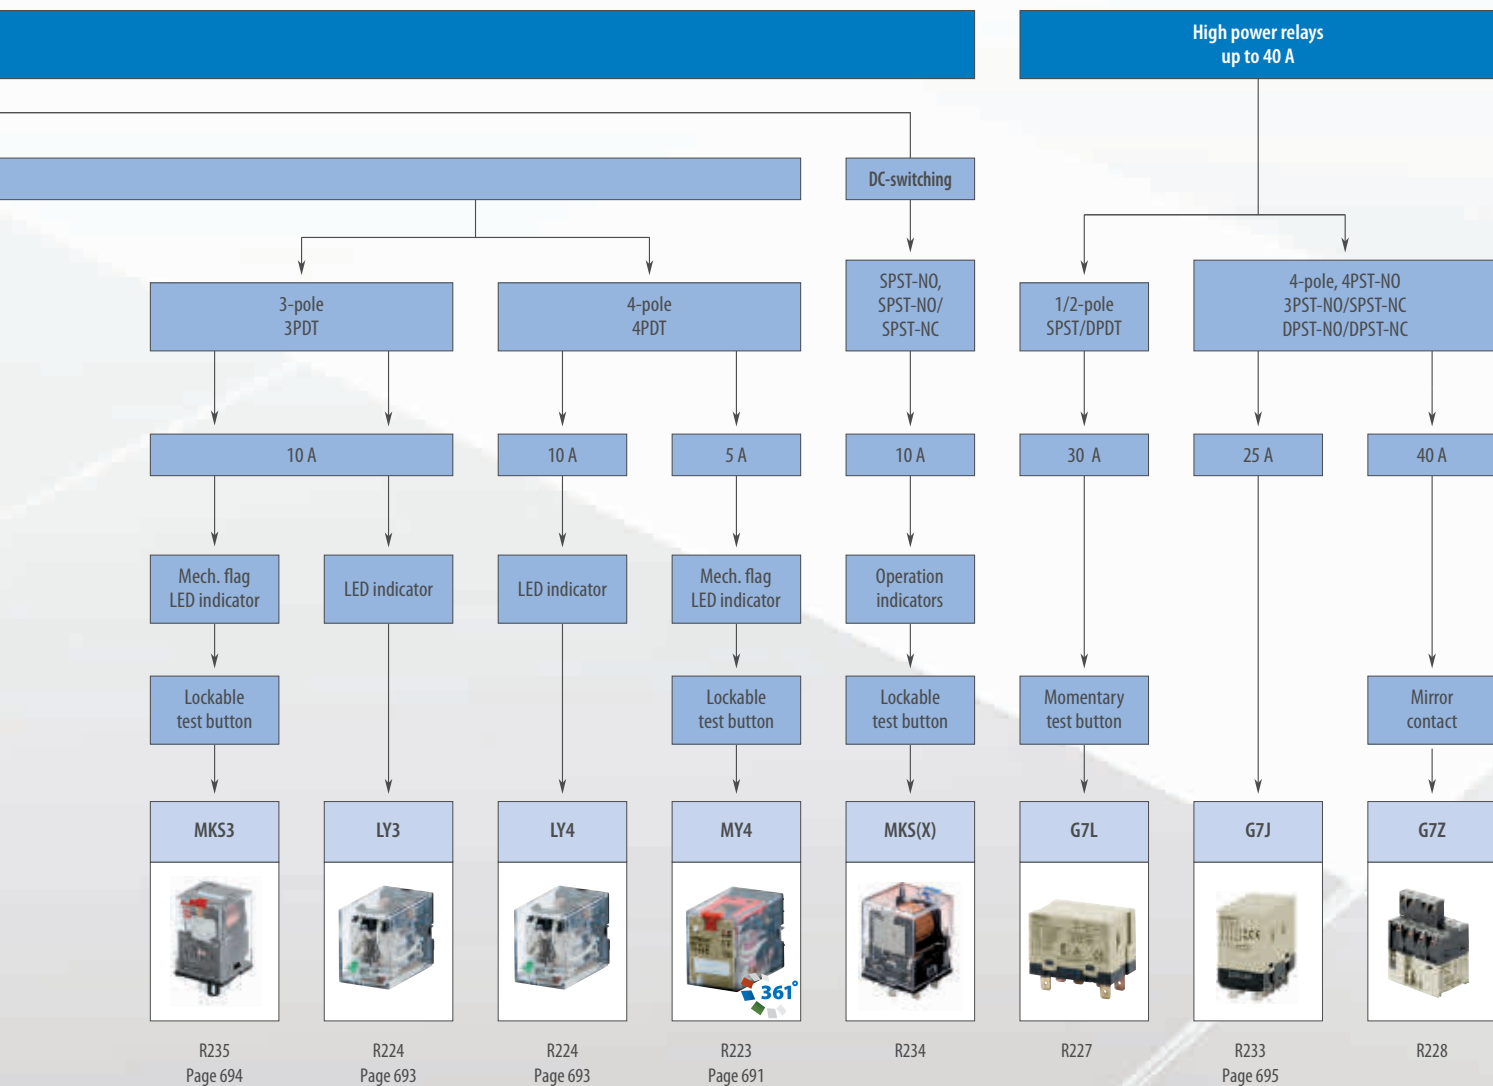 High power relays
up to 40 A
DC-switching
3-pole
3PDT
4-pole
4PDT
SPST-NO,
SPST-NO/
SPST-NC
1/2-pole
SPST/DPDT
4-pole, 4PST-NO
3PST-NO/SPST-NC
DPST-NO/DPST-NC
10 A
10 A
5 A
10 A
30 A
25 A
40 A
Mech. flag
LED indicator
LED indicator
LED indicator
Mech. flag
LED indicator
Operation
indicators
Lockable
test button
Lockable
test button
Lockable
test button
Momentary
test button
Mirror
contact
MKS3
LY3
LY4
MY4
MKS(X)
G7L
G7J
G7Z
361°
R235
Page 694
R224
Page 693
R224
Page 693
R223
Page 691
R234
R227
R233
Page 695
R228